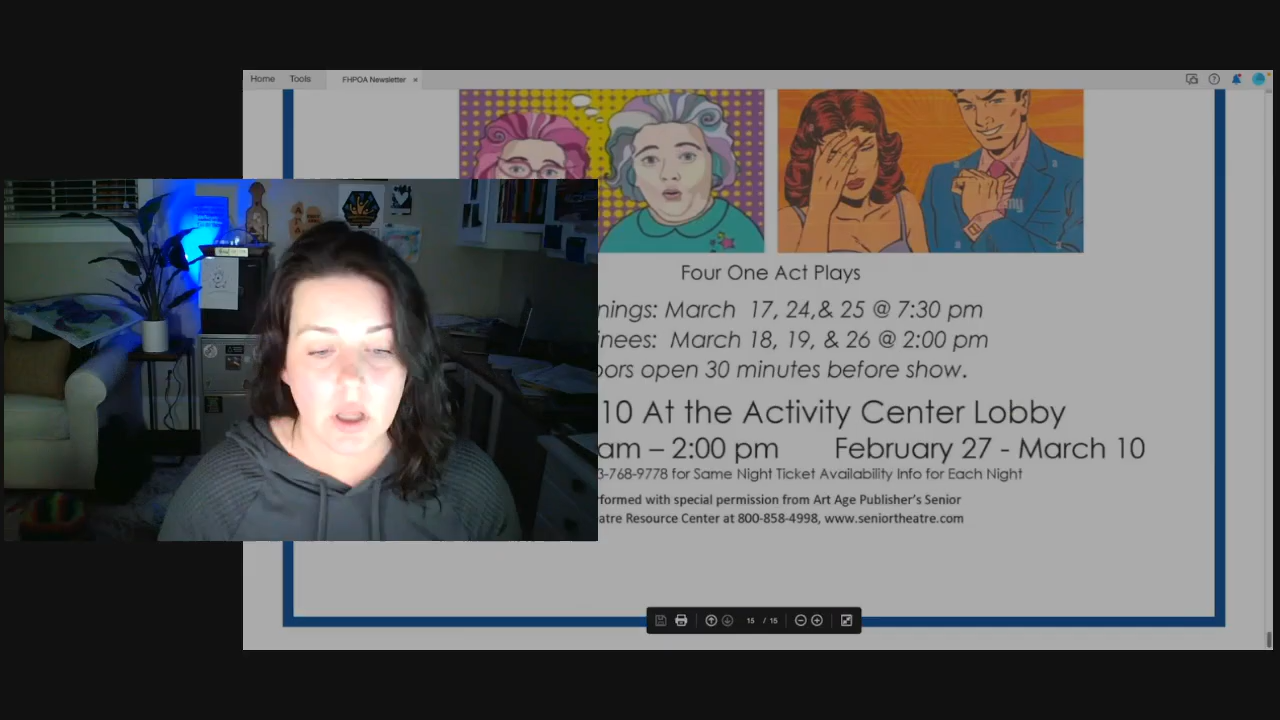 Home Tools FHPOA Newsletter ×
Four One Act Plays
nings: March 17, 24,& 25 @ 7:30 pm
inees: March 18, 19, & 26 @ 2:00 pm
ors open 30 minutes before show.
10 At the Activity Center Lobby
am – 2:00 pm February 27 - March 10
3-768-9778 for Same Night Ticket Availability Info for Each Night
formed with special permission from Art Age Publisher's Senior
atre Resource Center at 800-858-4998, www.seniortheatre.com
15 / 15